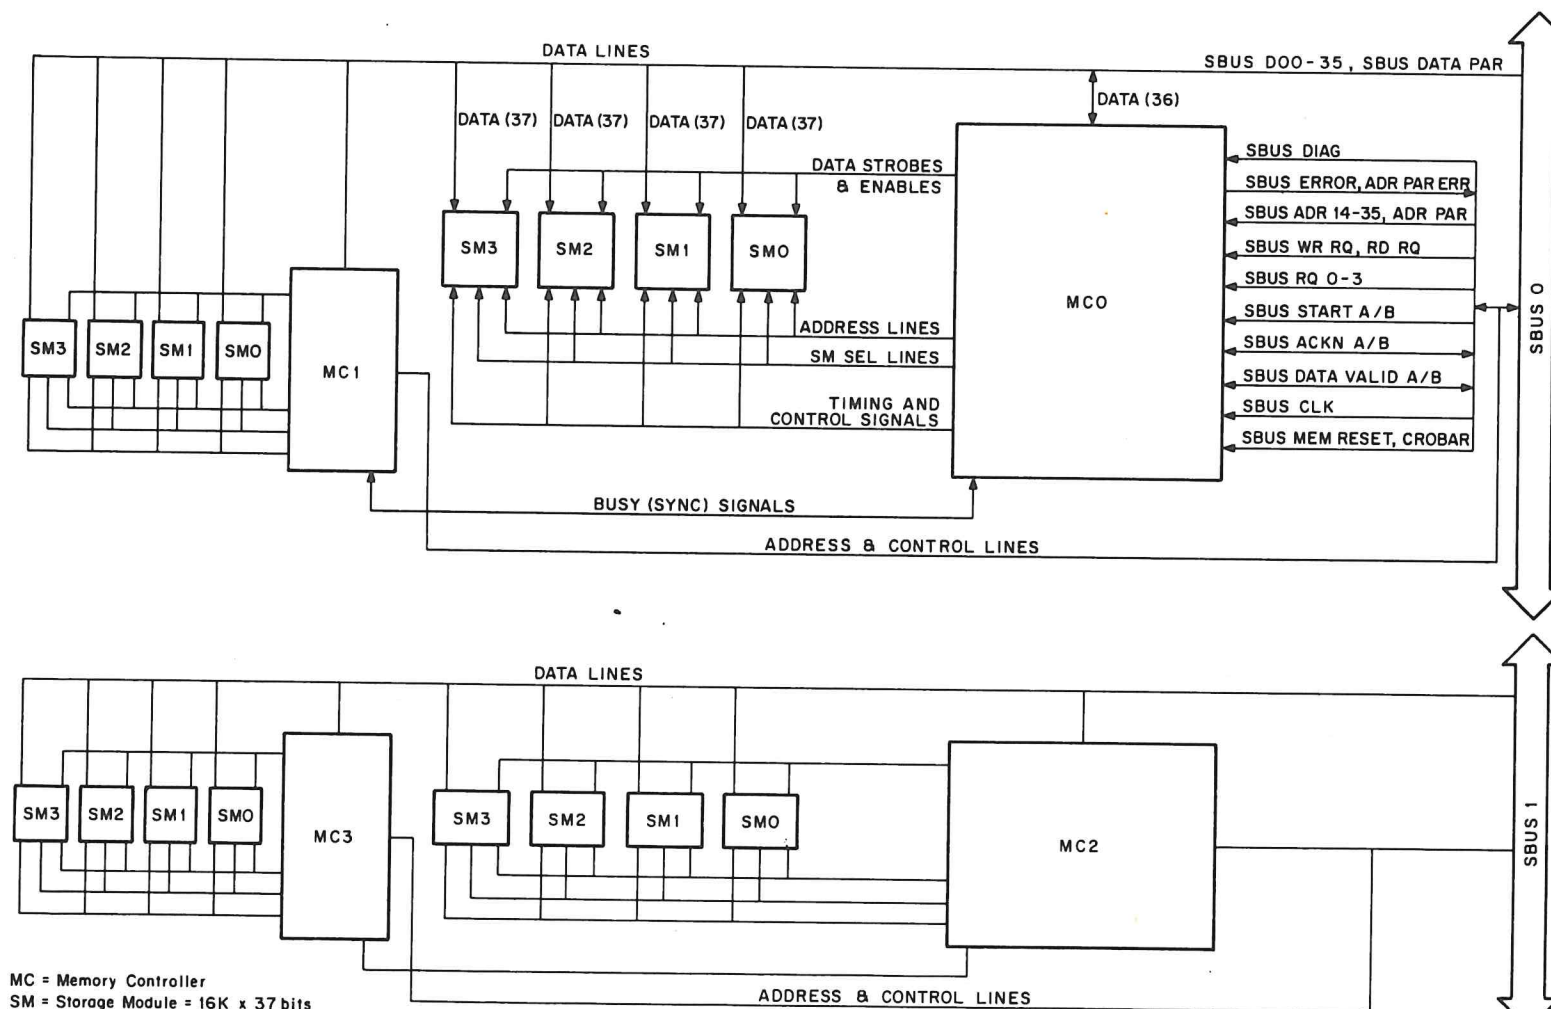 DATA LINES
SBUS D00-35, SBUS DATA PAR
DATA (37)
DATA (37)
DATA (37)
DATA (37)
DATA (36)
DATA STROBES
& ENABLES
SM3
SM2
SM1
SM0
MC0
SBUS DIAG
SBUS ERROR, ADR PAR ERR
SBUS ADR 14-35, ADR PAR
SBUS WR RQ, RD RQ
SBUS RQ 0-3
SBUS START A/B
SBUS ACKN A/B
SBUS DATA VALID A/B
SBUS CLK
SBUS MEM RESET, CROBAR
SBUS 0
ADDRESS LINES
SM SEL LINES
TIMING AND
CONTROL SIGNALS
SM3
SM2
SM1
SM0
MC1
BUSY (SYNC) SIGNALS
ADDRESS & CONTROL LINES
DATA LINES
SM3
SM2
SM1
SM0
MC3
SM3
SM2
SM1
SM0
MC2
SBUS 1
MC = Memory Controller
SM = Storage Module = 16K x 37 bits
ADDRESS & CONTROL LINES